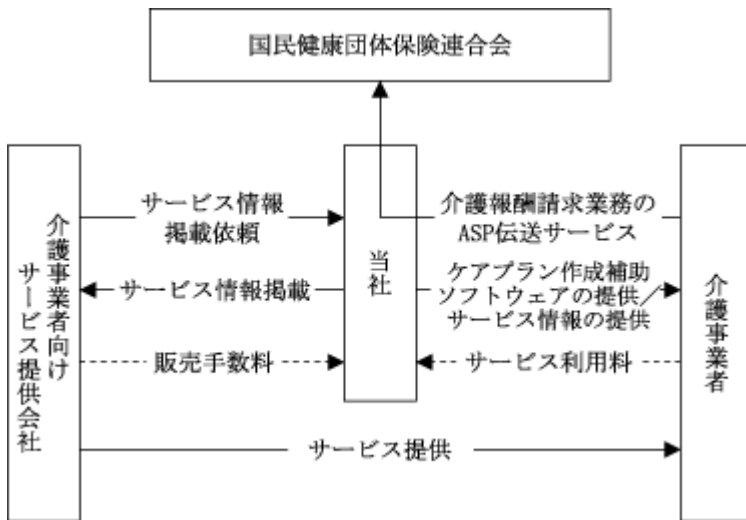 国民健康団体保険連合会
介護事業者向け
サービス提供会社
サービス情報
掲載依頼
サービス情報掲載
販売手数料
当社
介護報酬請求業務の
ASP伝送サービス
ケアプラン作成補助
ソフトウェアの提供／
サービス情報の提供
サービス利用料
介護事業者
サービス提供